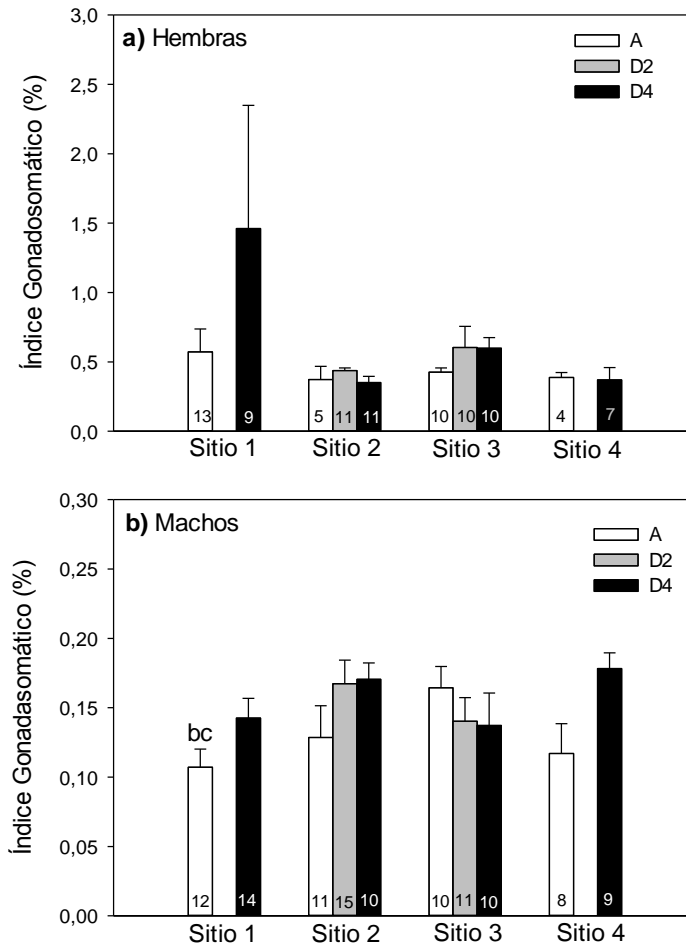 a) Hembras
A
D2
D4
Índice Gonadosomático (%)
3,0
2,5
2,0
1,5
1,0
0,5
0,0
13 9 5 11 11 10 10 10 4 7
Sitio 1 Sitio 2 Sitio 3 Sitio 4
b) Machos
A
D2
D4
Índice Gonadasomático (%)
0,30
0,25
0,20
0,15
0,10
0,05
0,00
bc
12 14 11 15 10 10 11 10 8 9
Sitio 1 Sitio 2 Sitio 3 Sitio 4